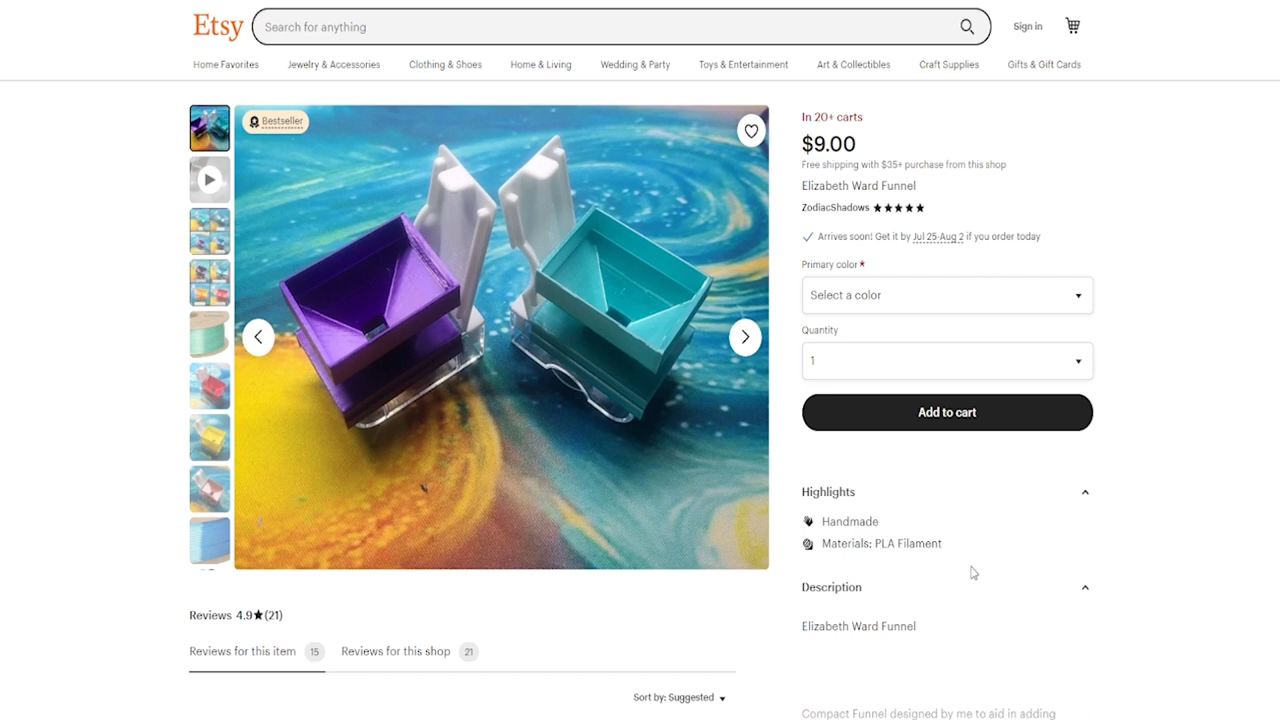 Etsy
Search for anything
Sign in
Home Favorites
Jewelry & Accessories
Clothing & Shoes
Home & Living
Wedding & Party
Toys & Entertainment
Art & Collectibles
Craft Supplies
Gifts & Gift Cards
Bestseller
In 20+ carts
$9.00
Free shipping with $35+ purchase from this shop
Elizabeth Ward Funnel
ZodiacShadows ★★★★★
Arrives soon! Get it by Jul 25-Aug 2 if you order today
Primary color *
Select a color
Quantity
1
Add to cart
Highlights
Handmade
Materials: PLA Filament
Description
Elizabeth Ward Funnel
Compact Funnel designed by me to aid in adding
Reviews 4.9★(21)
Reviews for this item 15
Reviews for this shop 21
Sort by: Suggested